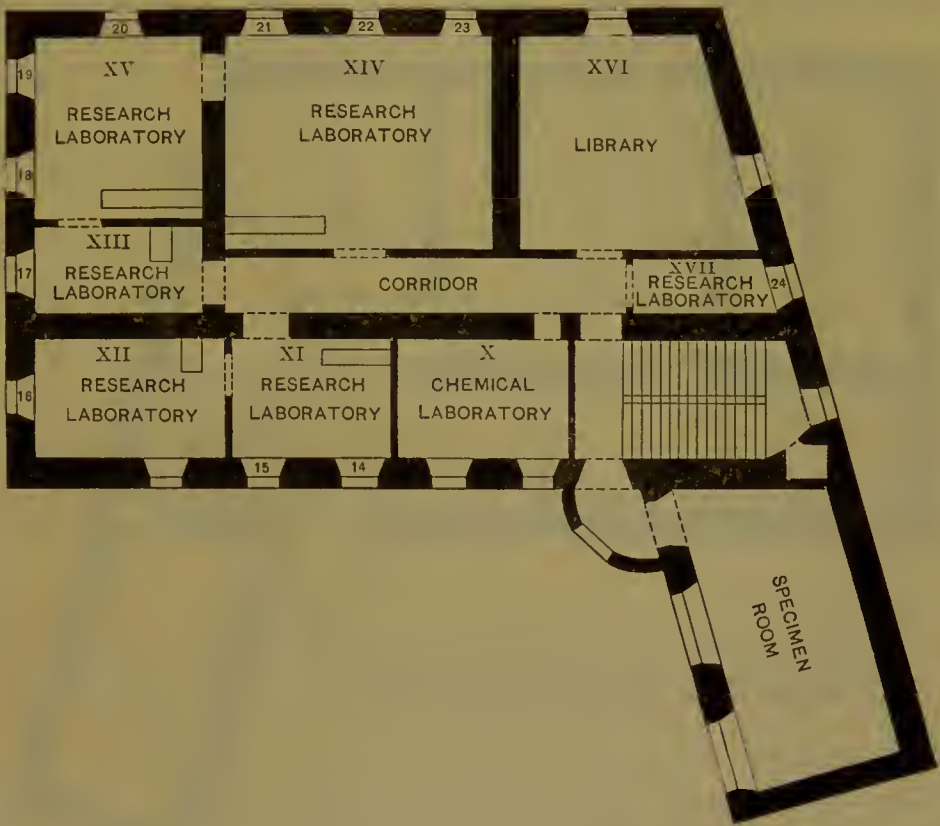 20
21
22
23
19
XV
RESEARCH
LABORATORY
XIV
RESEARCH
LABORATORY
XVI
LIBRARY
18
17
XIII
RESEARCH
LABORATORY
CORRIDOR
XVII
RESEARCH
LABORATORY
24
16
XII
RESEARCH
LABORATORY
XI
RESEARCH
LABORATORY
X
CHEMICAL
LABORATORY
15
14
SPECIMEN
ROOM